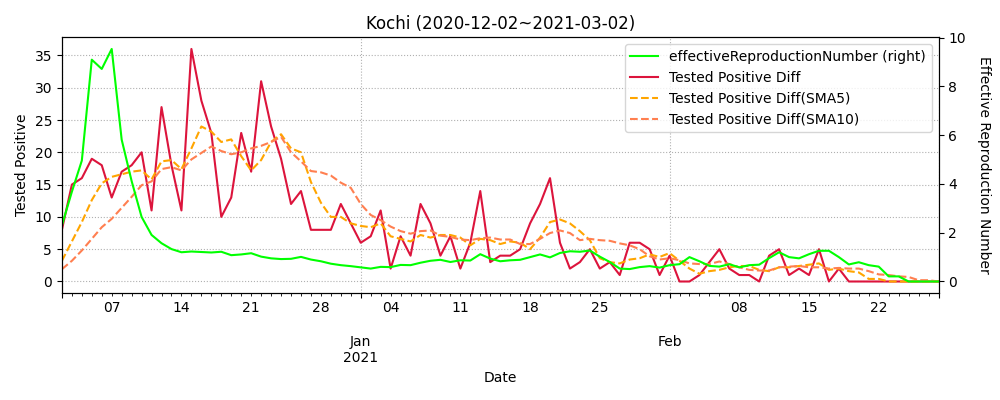 Kochi (2020-12-02~2021-03-02)
effectiveReproductionNumber (right)
Tested Positive Diff
Tested Positive Diff(SMA5)
Tested Positive Diff(SMA10)
Tested Positive
35
30
25
20
15
10
5
0
Effective Reproduction Number
10
8
6
4
2
0
07 14 21 28 04 11 18 25 08 15 22
Jan Feb
2021
Date